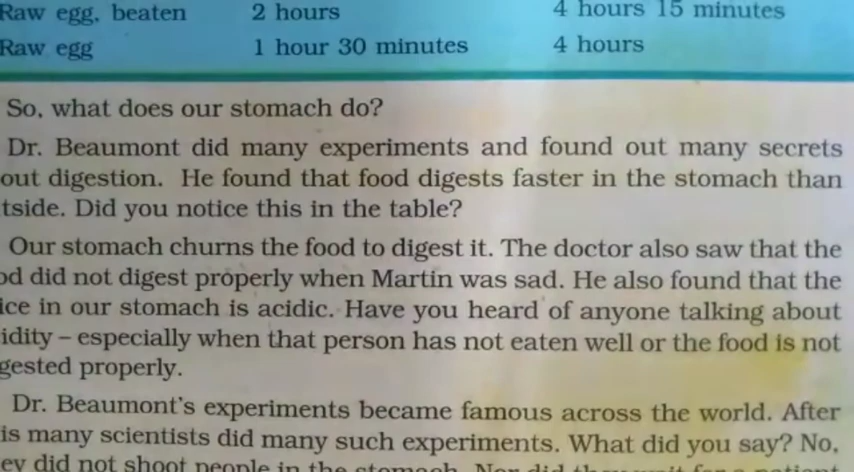 Raw egg, beaten 2 hours 4 hours 15 minutes
Raw egg 1 hour 30 minutes 4 hours
So, what does our stomach do?
Dr. Beaumont did many experiments and found out many secrets
out digestion. He found that food digests faster in the stomach than
tside. Did you notice this in the table?
Our stomach churns the food to digest it. The doctor also saw that the
od did not digest properly when Martin was sad. He also found that the
ice in our stomach is acidic. Have you heard of anyone talking about
idity – especially when that person has not eaten well or the food is not
gested properly.
Dr. Beaumont's experiments became famous across the world. After
is many scientists did many such experiments. What did you say? No,
ey did not shoot people in the stomach. Nor did